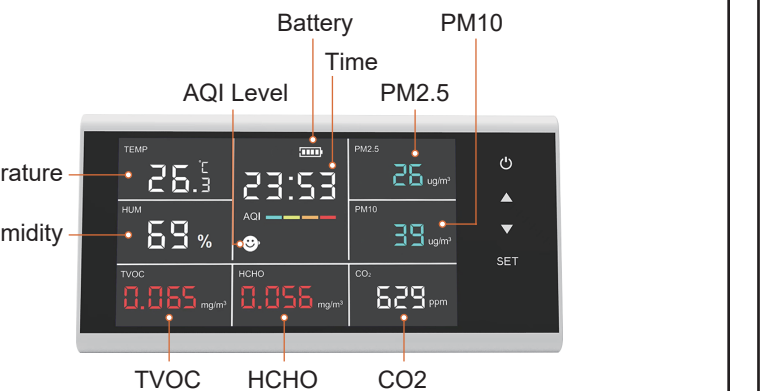 Battery
PM10
Time
AQI Level
PM2.5
rature
midity
TEMP
26.3 °C
HUM
69 %
23:53
AQI
PM2.5
26 ug/m³
PM10
39 ug/m³
TVOC
0.065 mg/m³
HCHO
0.056 mg/m³
CO₂
629 ppm
SET
TVOC
HCHO
CO2